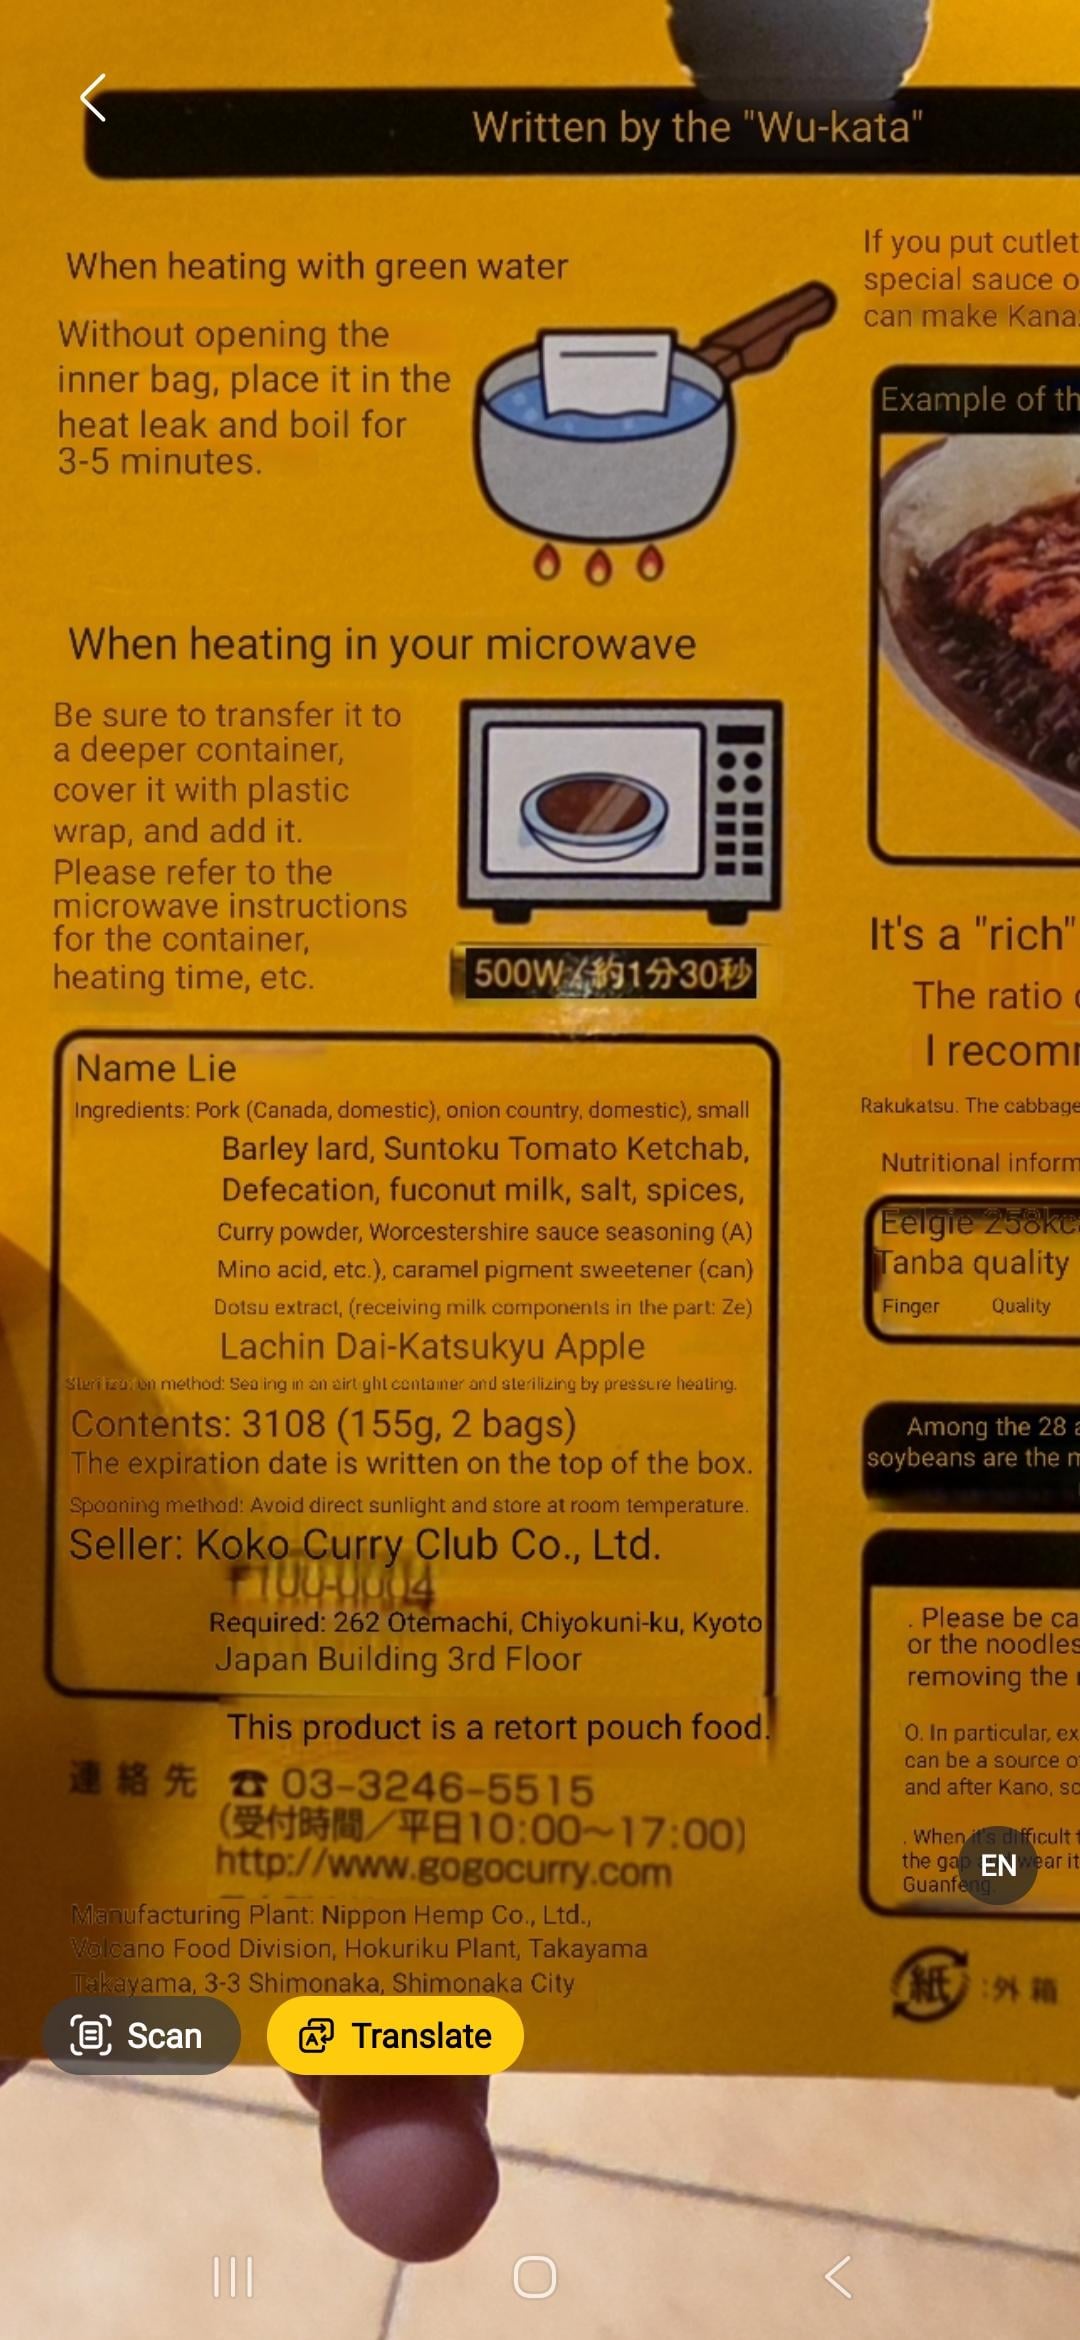 Written by the "Wu-kata"
When heating with green water
Without opening the
inner bag, place it in the
heat leak and boil for
3-5 minutes.
When heating in your microwave
Be sure to transfer it to
a deeper container,
cover it with plastic
wrap, and add it.
Please refer to the
microwave instructions
for the container,
heating time, etc.
500W/約1分30秒
Name Lie
Ingredients: Pork (Canada, domestic), onion country, domestic), small
Barley lard, Suntoku Tomato Ketchab,
Defecation, fuconut milk, salt, spices,
Curry powder, Worcestershire sauce seasoning (A)
Mino acid, etc.), caramel pigment sweetener (can)
Dotsu extract, (receiving milk components in the part: Ze)
Lachin Dai-Katsukyu Apple
Sterilization method: Sealing in an airtight container and sterilizing by pressure heating.
Contents: 3108 (155g, 2 bags)
The expiration date is written on the top of the box.
Spooning method: Avoid direct sunlight and store at room temperature.
Seller: Koko Curry Club Co., Ltd.
Required: 262 Otemachi, Chiyokuni-ku, Kyoto
Japan Building 3rd Floor
This product is a retort pouch food.
連絡先 ☎ 03-3246-5515
(受付時間/平日10:00~17:00)
http://www.gogocurry.com
Manufacturing Plant: Nippon Hemp Co., Ltd.,
Volcano Food Division, Hokuriku Plant, Takayama
Takayama, 3-3 Shimonaka, Shimonaka City
If you put cutlet
special sauce o
can make Kana
Example of th
It's a "rich"
The ratio
I recom
Rakukatsu. The cabbage
Nutritional inform
Eelgie 258kc
Tanba quality
Finger Quality
Among the 28 a
soybeans are the m
. Please be ca
or the noodles
removing the
O. In particular, ex
can be a source o
and after Kano, sc
. When it's difficult t
the gap wear it
Guanfeng.
紙 :外箱
EN
Scan
Translate